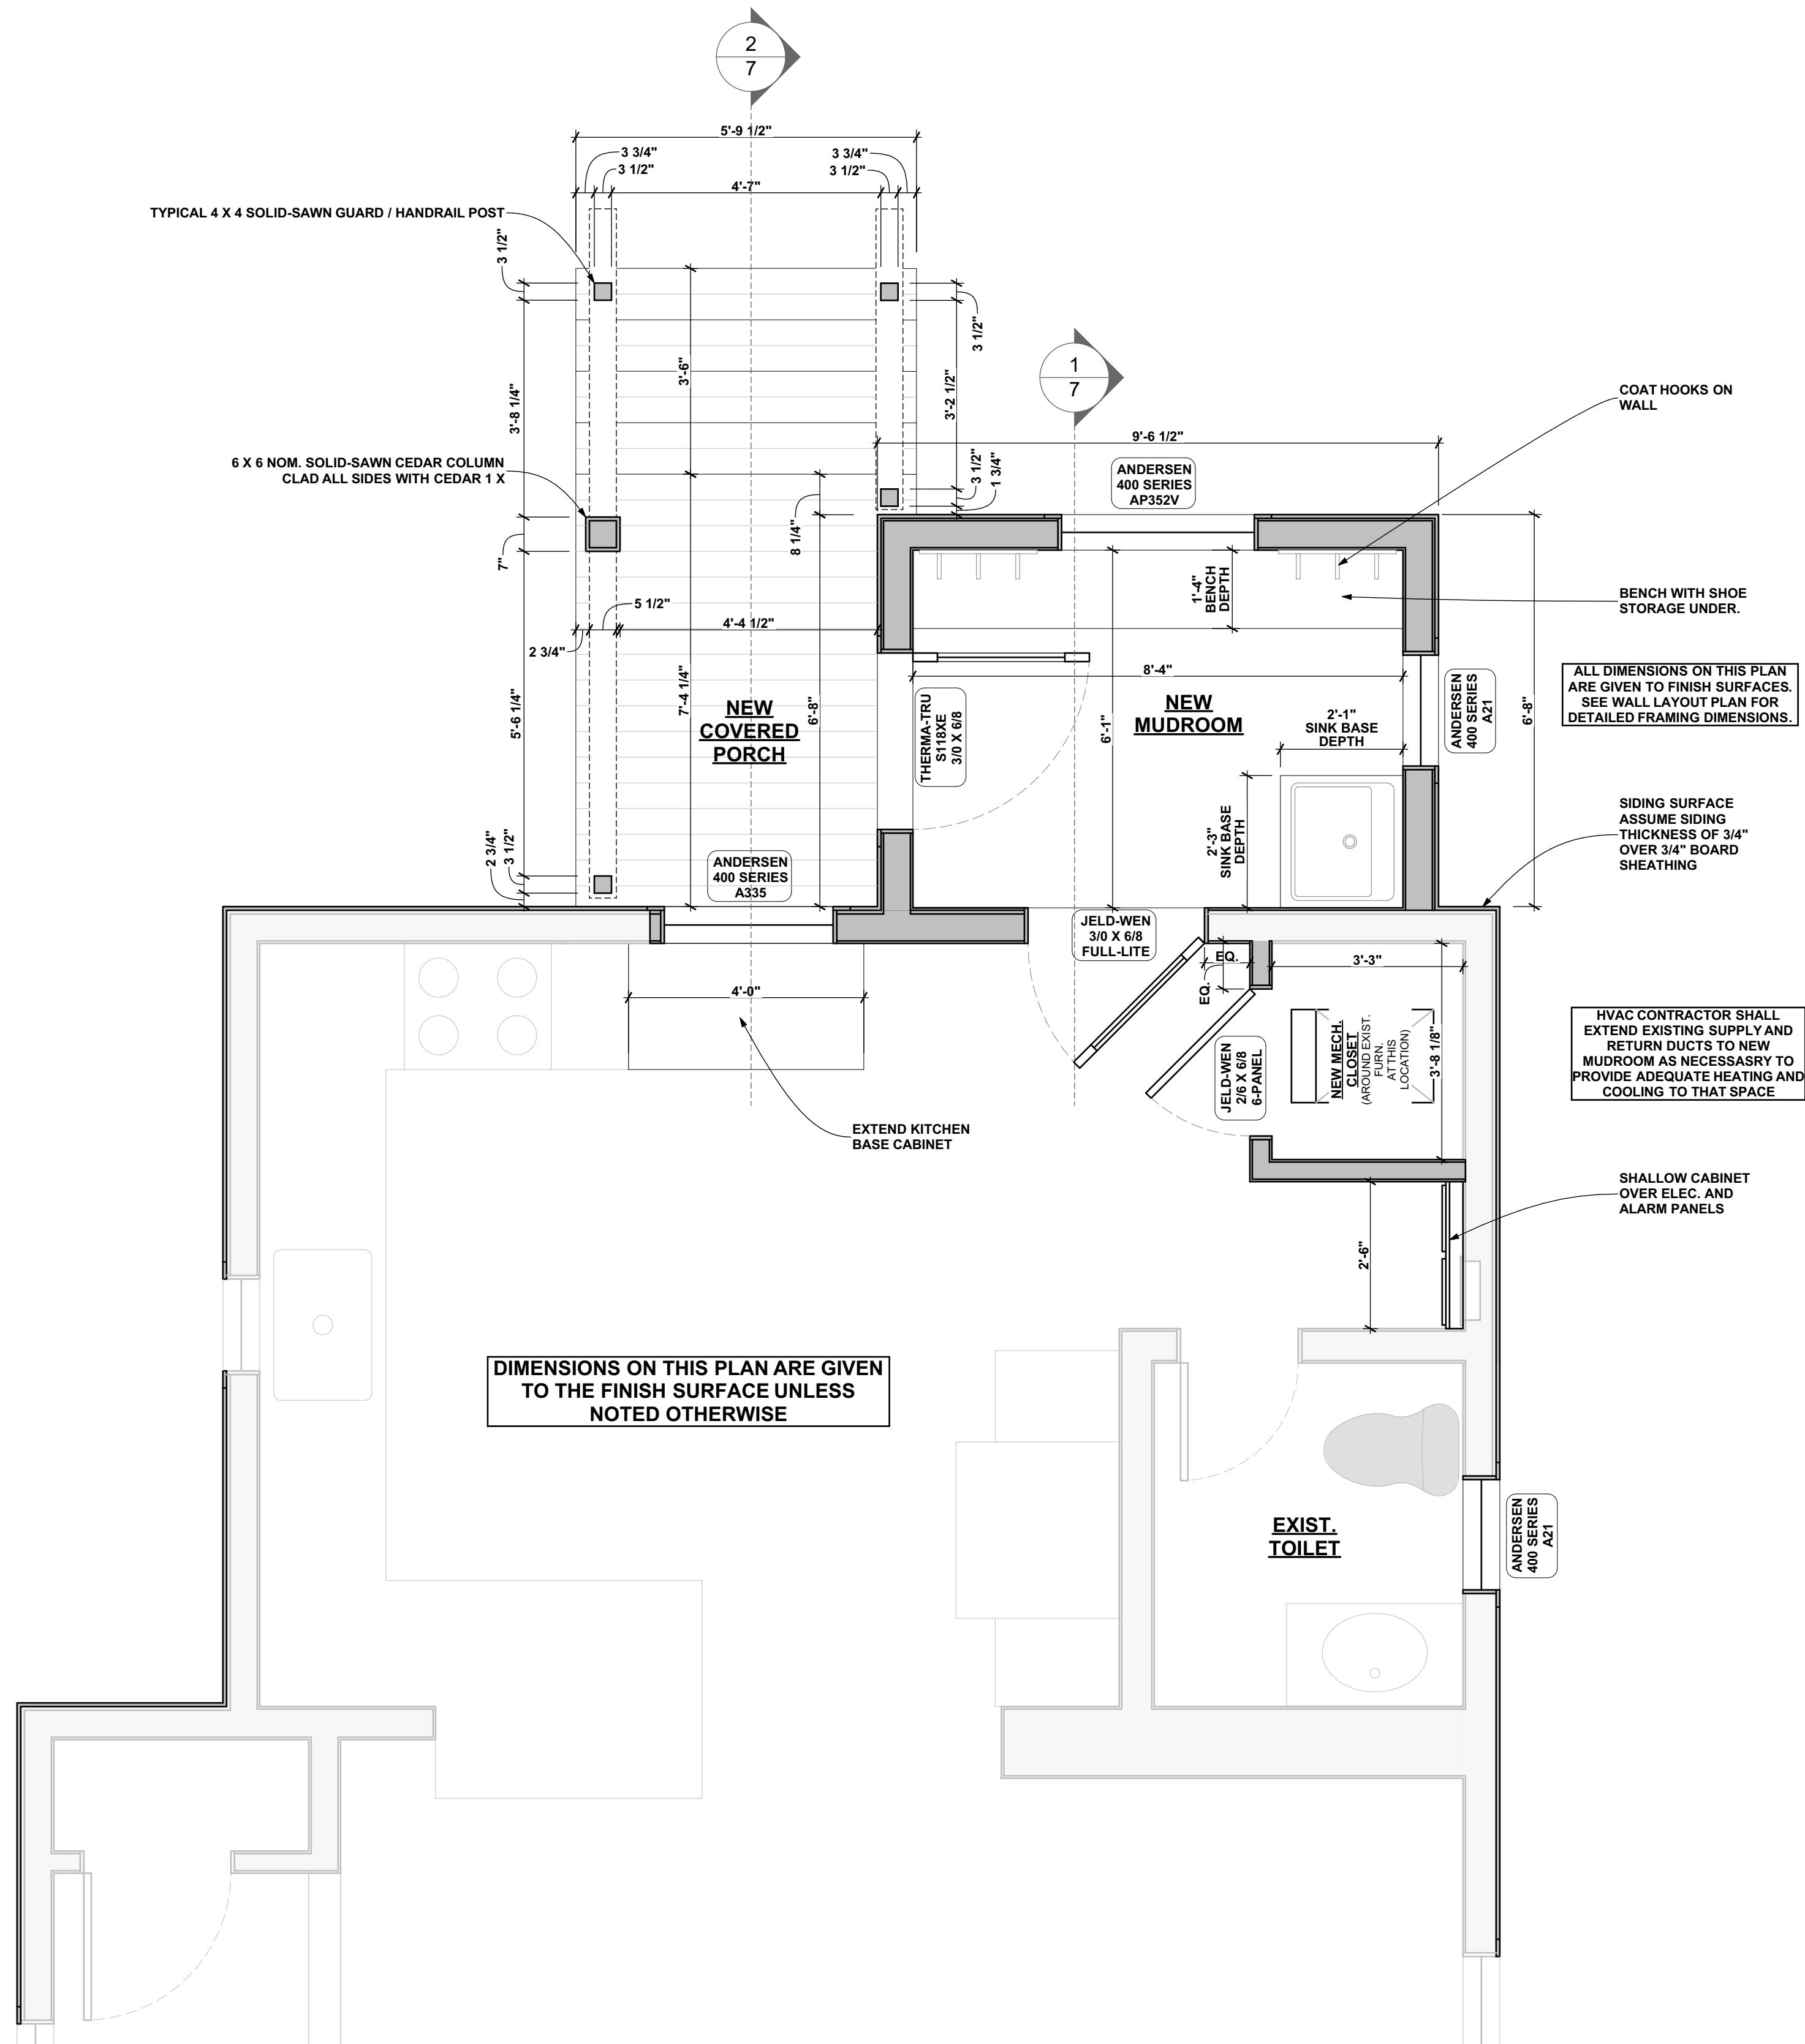 2
7
5'-9 1/2"
3 3/4"
3 1/2"
3 3/4"
3 1/2"
4'-7"
TYPICAL 4 X 4 SOLID-SAWN GUARD / HANDRAIL POST
3 1/2"
3'-8 1/4"
3'-6"
3 1/2"
3'-2 1/2"
3 1/2"
1 3/4"
1
7
COAT HOOKS ON
WALL
9'-6 1/2"
6 X 6 NOM. SOLID-SAWN CEDAR COLUMN
CLAD ALL SIDES WITH CEDAR 1 X
ANDERSEN
400 SERIES
AP352V
7"
8 1/4"
5 1/2"
4'-4 1/2"
2 3/4"
1'-4"
BENCH
DEPTH
BENCH WITH SHOE
STORAGE UNDER.
8'-4"
5'-6 1/4"
7'-4 1/4"
6'-8"
NEW
COVERED
PORCH
THERMA-TRU
S118XE
3/0 X 6/8
6'-1"
NEW
MUDROOM
2'-1"
SINK BASE
DEPTH
ANDERSEN
400 SERIES
A21
6'-8"
ALL DIMENSIONS ON THIS PLAN
ARE GIVEN TO FINISH SURFACES.
SEE WALL LAYOUT PLAN FOR
DETAILED FRAMING DIMENSIONS.
2'-3"
SINK BASE
DEPTH
SIDING SURFACE
ASSUME SIDING
THICKNESS OF 3/4"
OVER 3/4" BOARD
SHEATHING
2 3/4"
3 1/2"
ANDERSEN
400 SERIES
A335
JELD-WEN
3/0 X 6/8
FULL-LITE
EQ.
EQ.
3'-3"
4'-0"
JELD-WEN
2/6 X 6/8
6-PANEL
NEW MECH.
CLOSET
(AROUND EXIST.
FURN.
AT THIS
LOCATION)
3'-8 1/8"
HVAC CONTRACTOR SHALL
EXTEND EXISTING SUPPLY AND
RETURN DUCTS TO NEW
MUDROOM AS NECESSASRY TO
PROVIDE ADEQUATE HEATING AND
COOLING TO THAT SPACE
EXTEND KITCHEN
BASE CABINET
SHALLOW CABINET
OVER ELEC. AND
ALARM PANELS
2'-6"
DIMENSIONS ON THIS PLAN ARE GIVEN
TO THE FINISH SURFACE UNLESS
NOTED OTHERWISE
EXIST.
TOILET
ANDERSEN
400 SERIES
A21